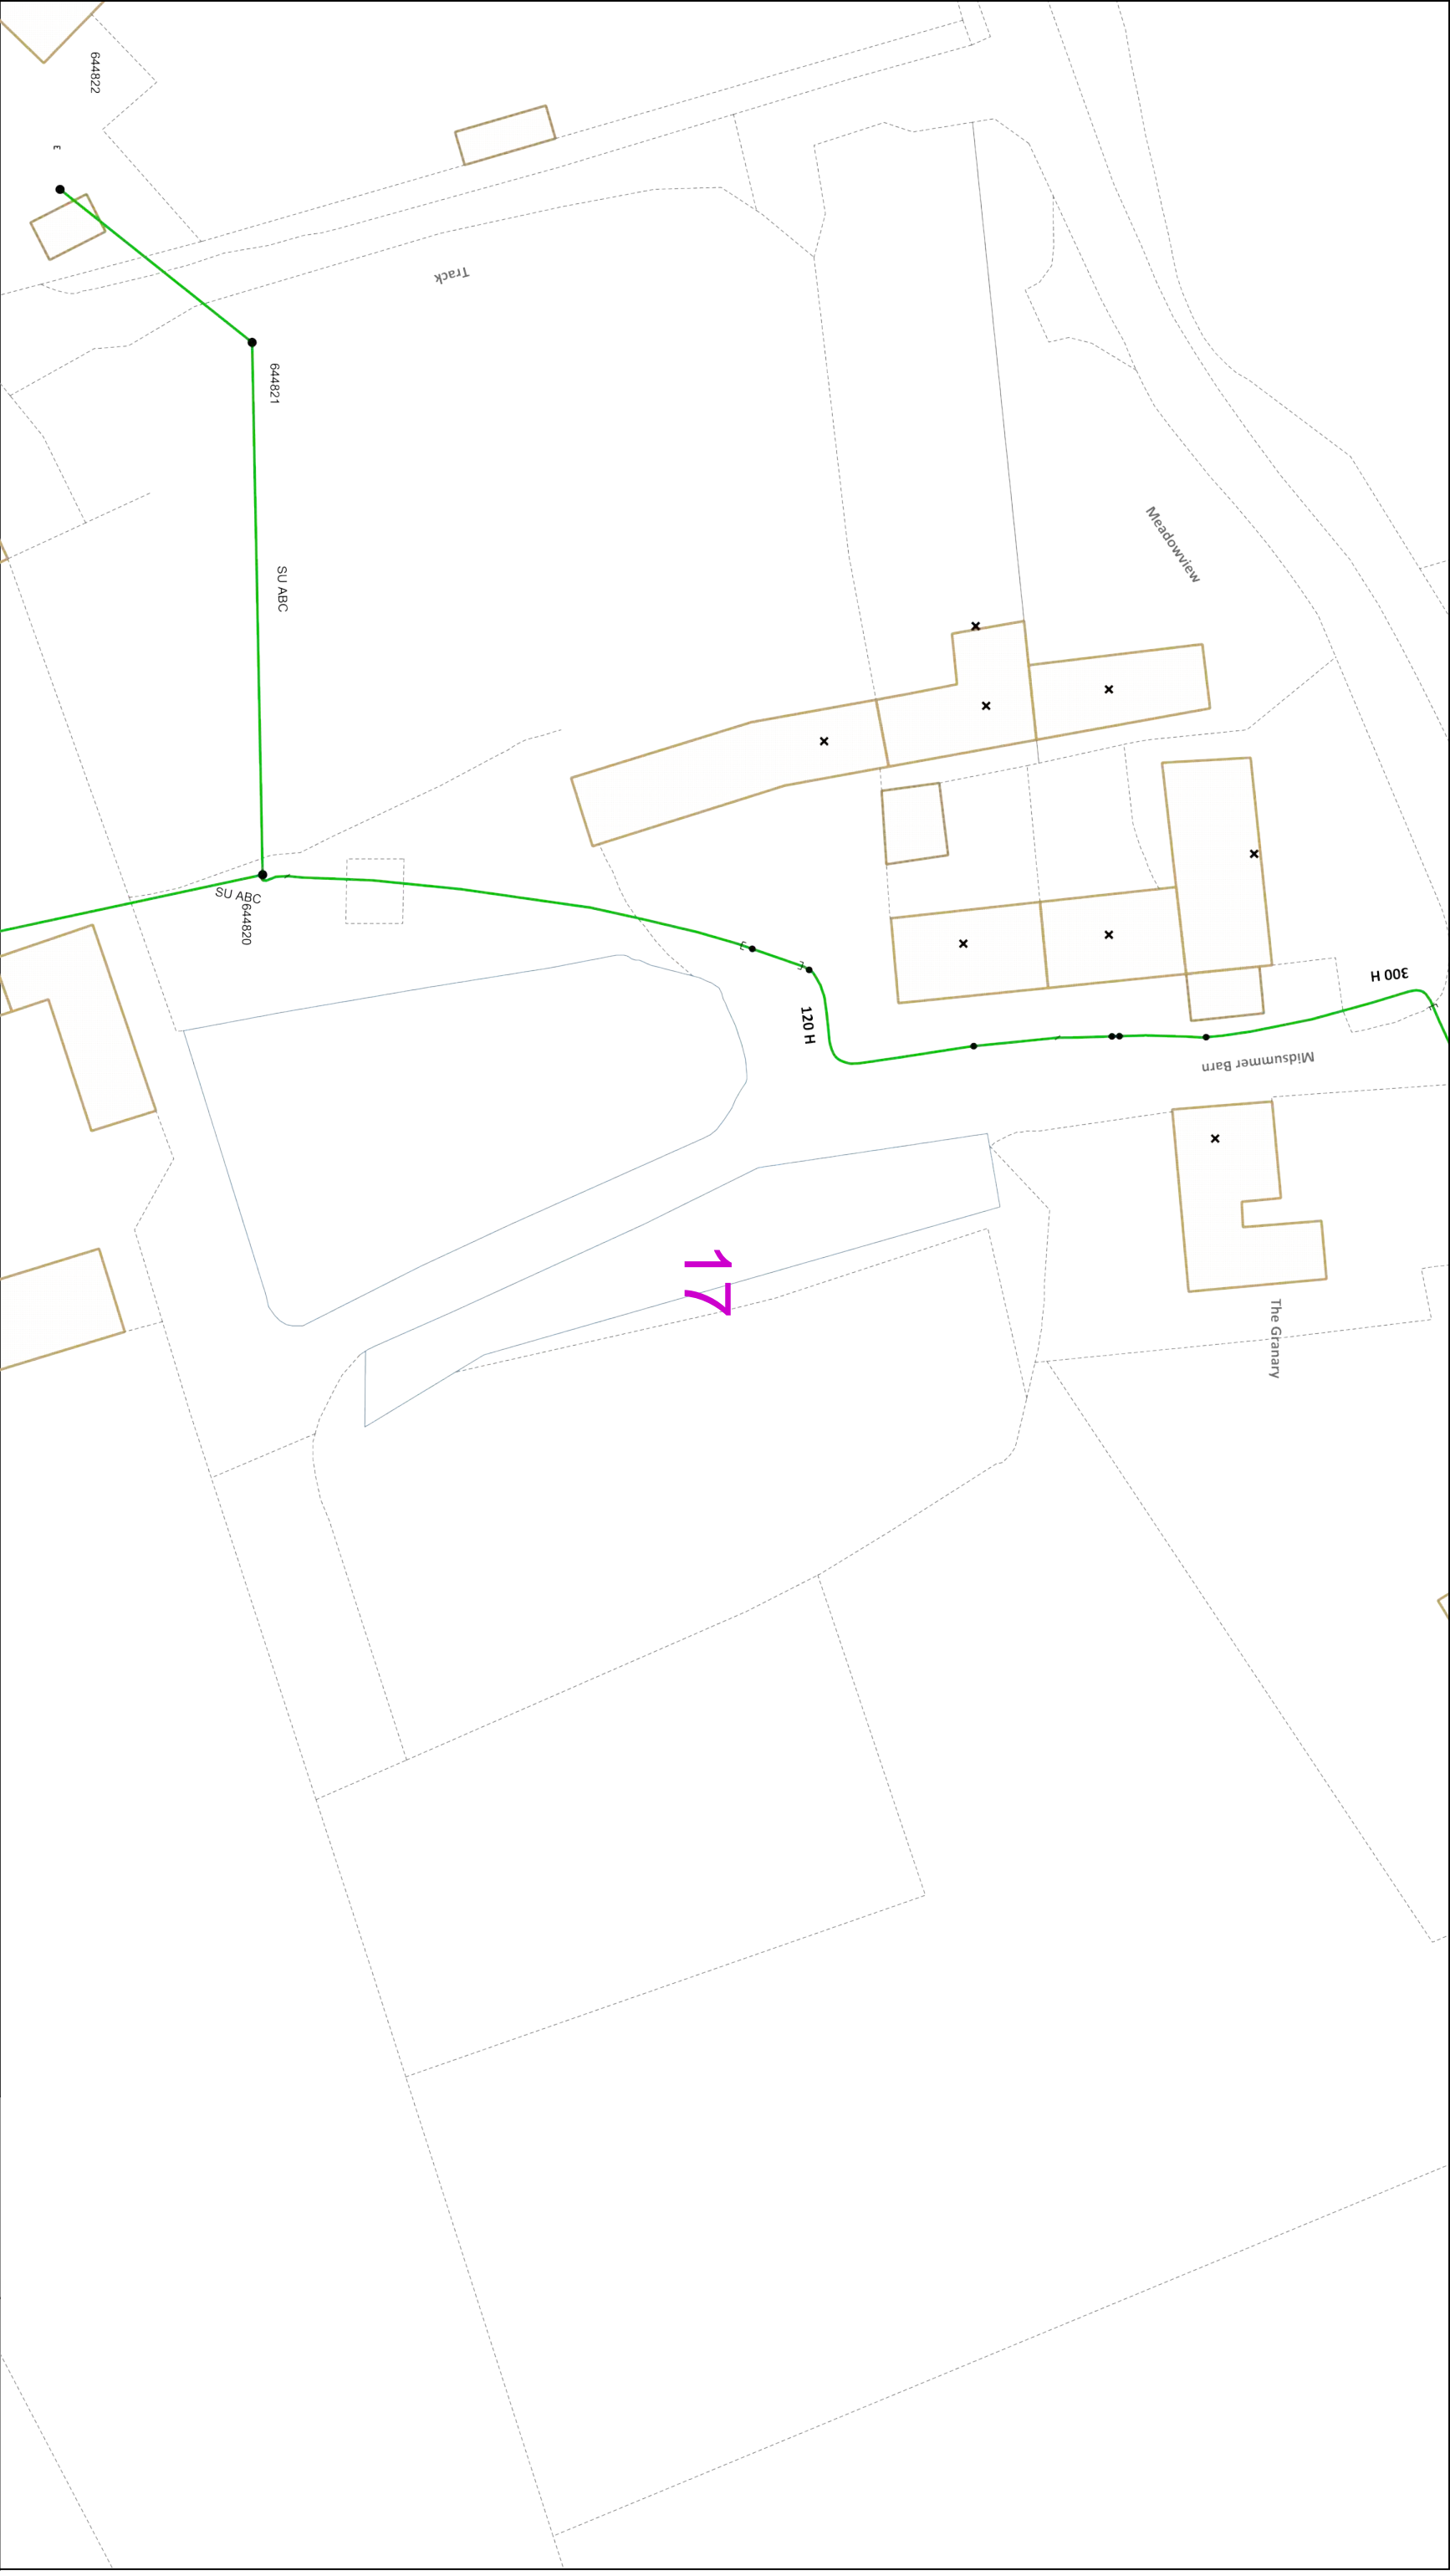 644822
E
Track
644821
SU ABC
Meadowview
SU ABC
644820
120 H
300 H
Midsummer Barn
17
The Granary